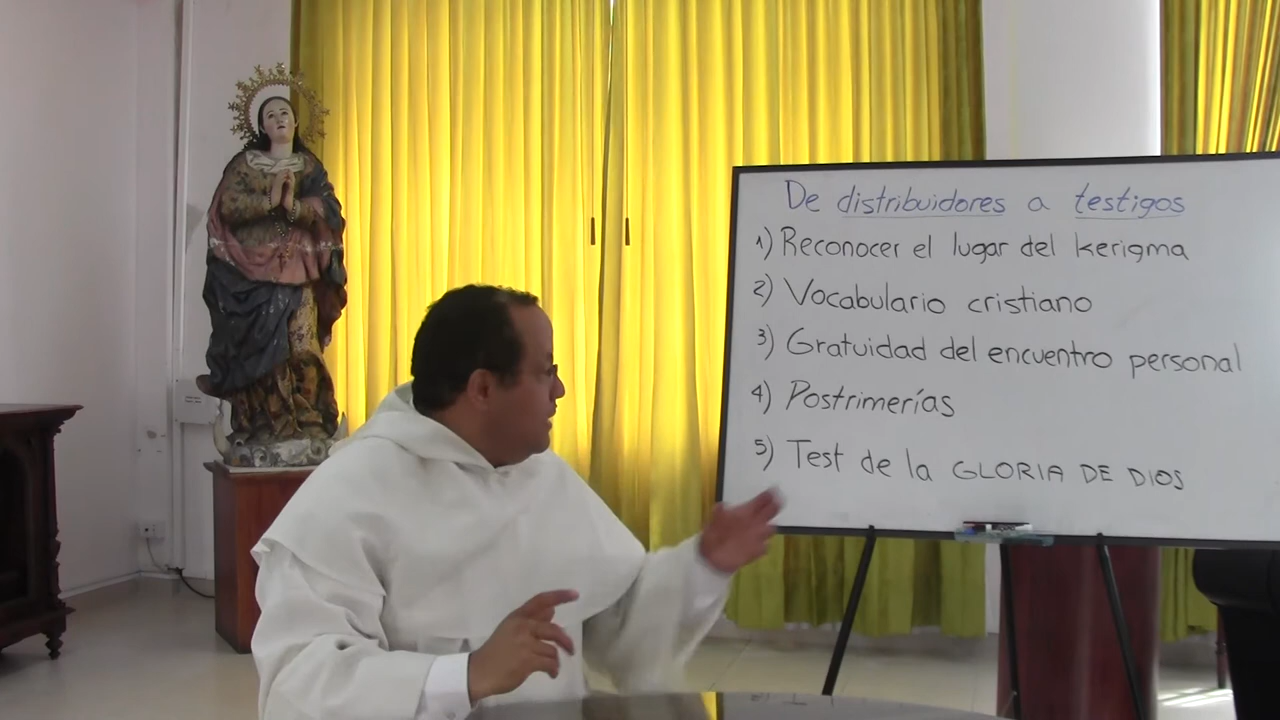 De distribuidores a testigos
1) Reconocer el lugar del kerigma
2) Vocabulario cristiano
3) Gratuidad del encuentro personal
4) Postrimerías
5) Test de la GLORIA DE DIOS